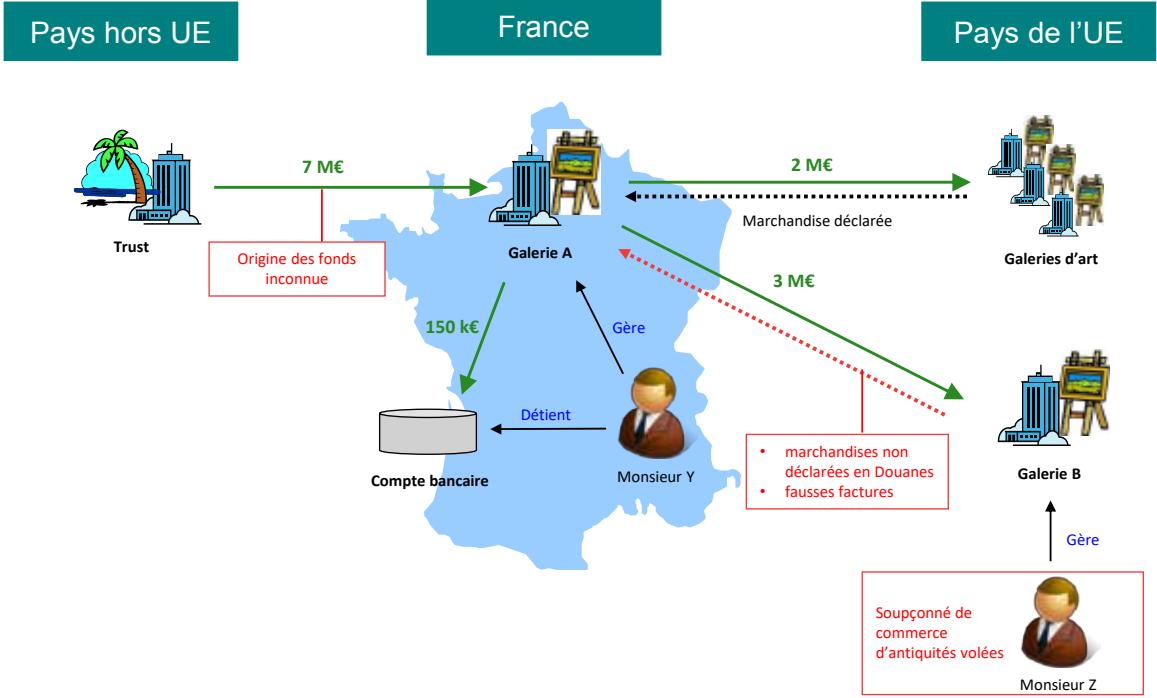 Pays hors UE
France
Pays de l’UE
7 M€
2 M€
Marchandise déclarée
Trust
Origine des fonds
inconnue
Galerie A
Galeries d’art
3 M€
150 k€
Gère
Détient
Compte bancaire
Monsieur Y
• marchandises non
déclarées en Douanes
• fausses factures
Galerie B
Gère
Soupçonné de
commerce
d’antiquités volées
Monsieur Z